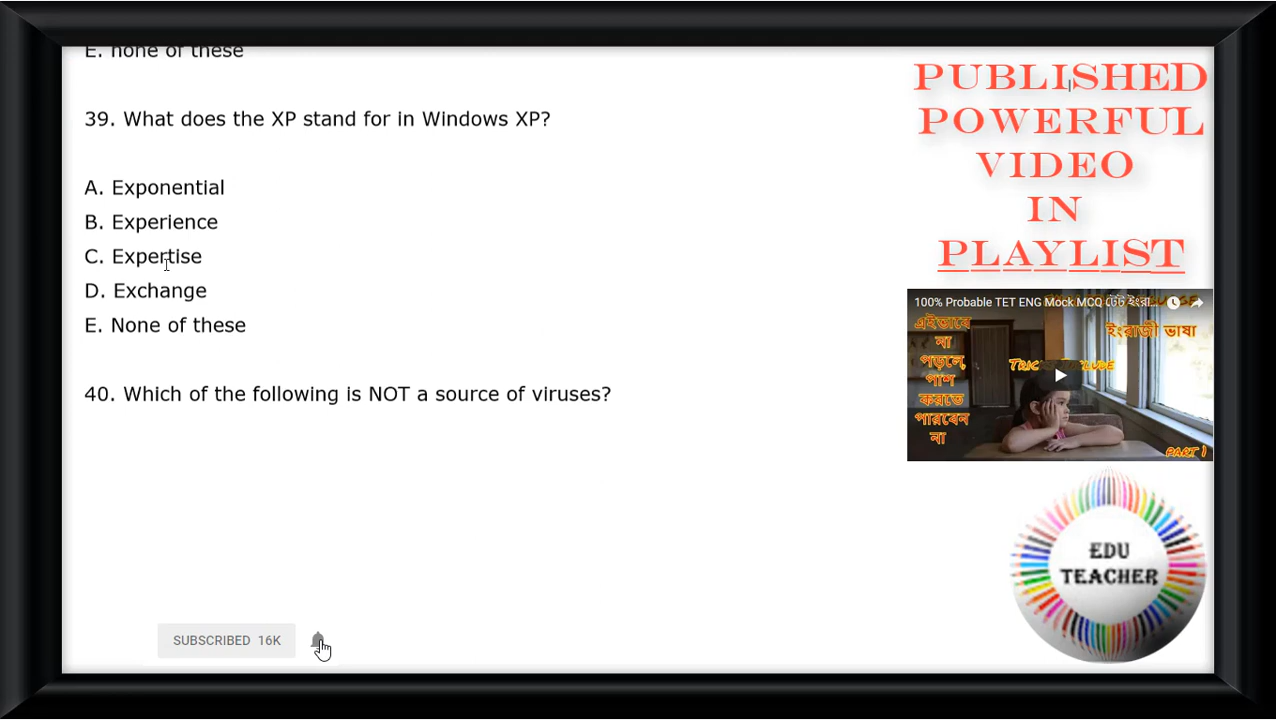 E. none of these
39. What does the XP stand for in Windows XP?
A. Exponential
B. Experience
C. Expertise
D. Exchange
E. None of these
40. Which of the following is NOT a source of viruses?
SUBSCRIBED 16K
PUBLISHED
POWERFUL
VIDEO
IN
PLAYLIST
100% Probable TET ENG Mock MCQ টেট ইংরা...
এইভাবে
না
পড়লে,
পাশ
করতে
পারবেন
না
ইংরাজী ভাষা
PART 1
EDU
TEACHER